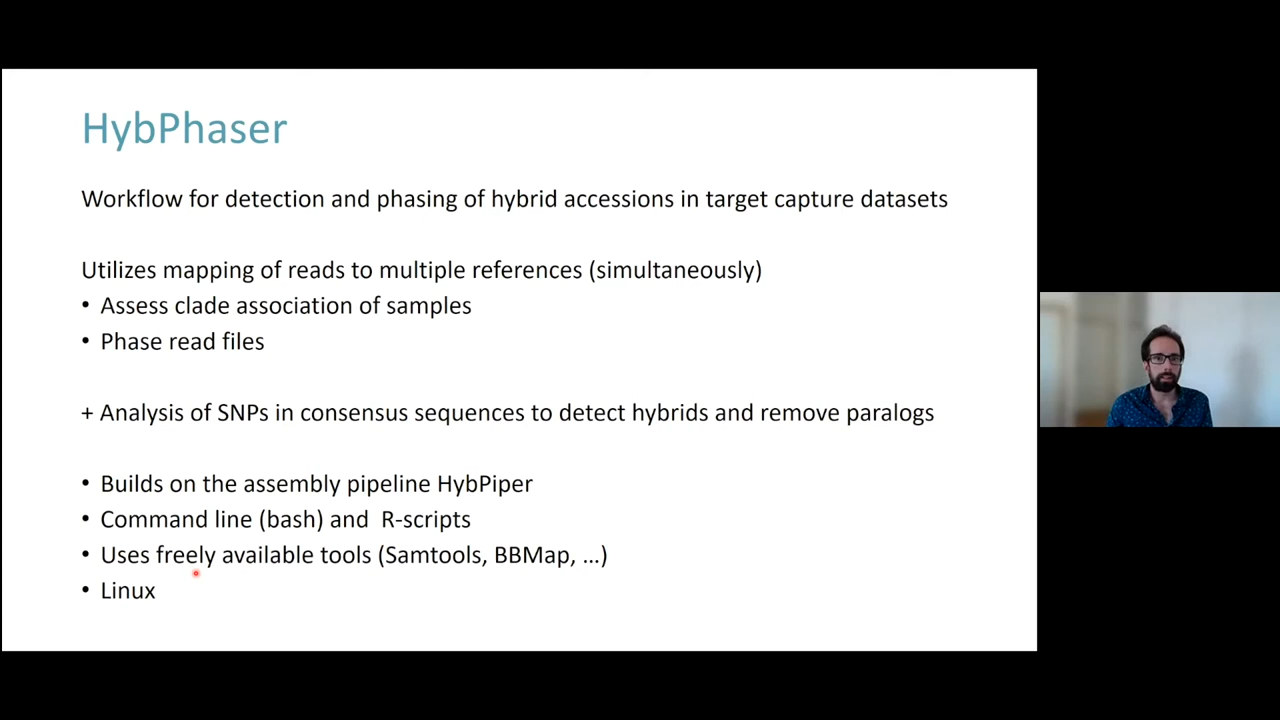 HybPhaser
Workflow for detection and phasing of hybrid accessions in target capture datasets
Utilizes mapping of reads to multiple references (simultaneously)
• Assess clade association of samples
• Phase read files
+ Analysis of SNPs in consensus sequences to detect hybrids and remove paralogs
• Builds on the assembly pipeline HybPiper
• Command line (bash) and  R-scripts
• Uses freely available tools (Samtools, BBMap, ...)
• Linux